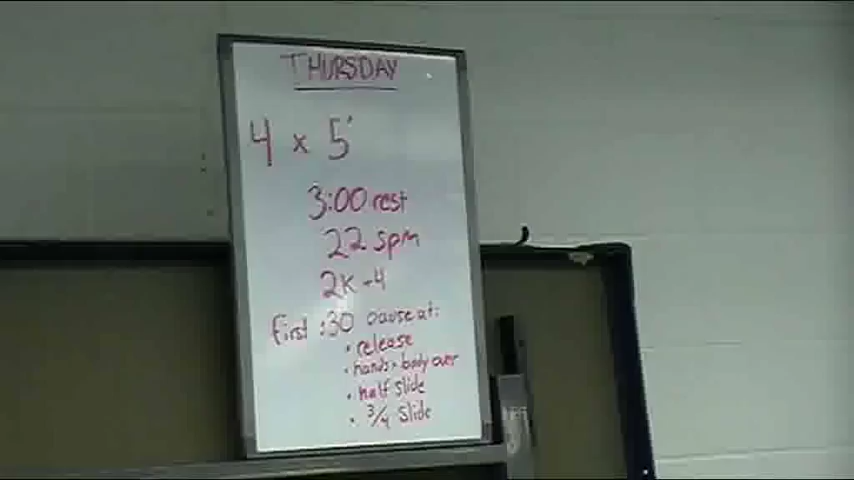 THURSDAY
4 x 5'
3:00 rest
22 spm
2K -4
first :30 pause at:
• release
• hands + body over
• half slide
• 3/4 slide